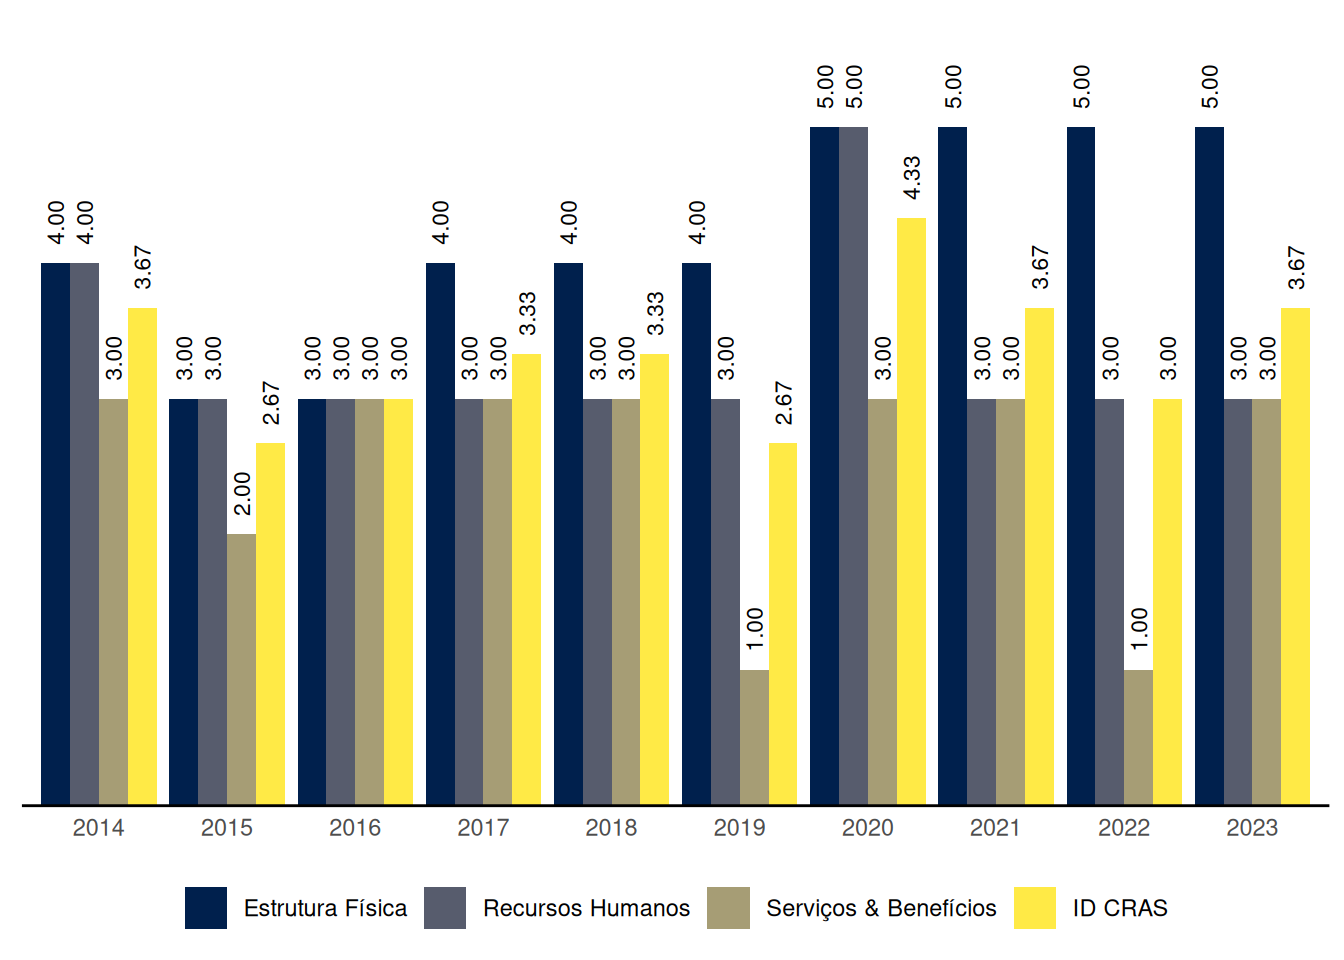 5.00 5.00 5.00 5.00 5.00
4.33
4.00 4.00 4.00 4.00 4.00
3.67 3.67 3.67
3.33 3.33
3.00 3.00 3.00 3.00 3.00 3.00 3.00 3.00 3.00 3.00 3.00 3.00 3.00 3.00 3.00 3.00 3.00 3.00 3.00 3.00
2.67 2.67
2.00
1.00 1.00
2014 2015 2016 2017 2018 2019 2020 2021 2022 2023
Estrutura Física Recursos Humanos Serviços & Benefícios ID CRAS